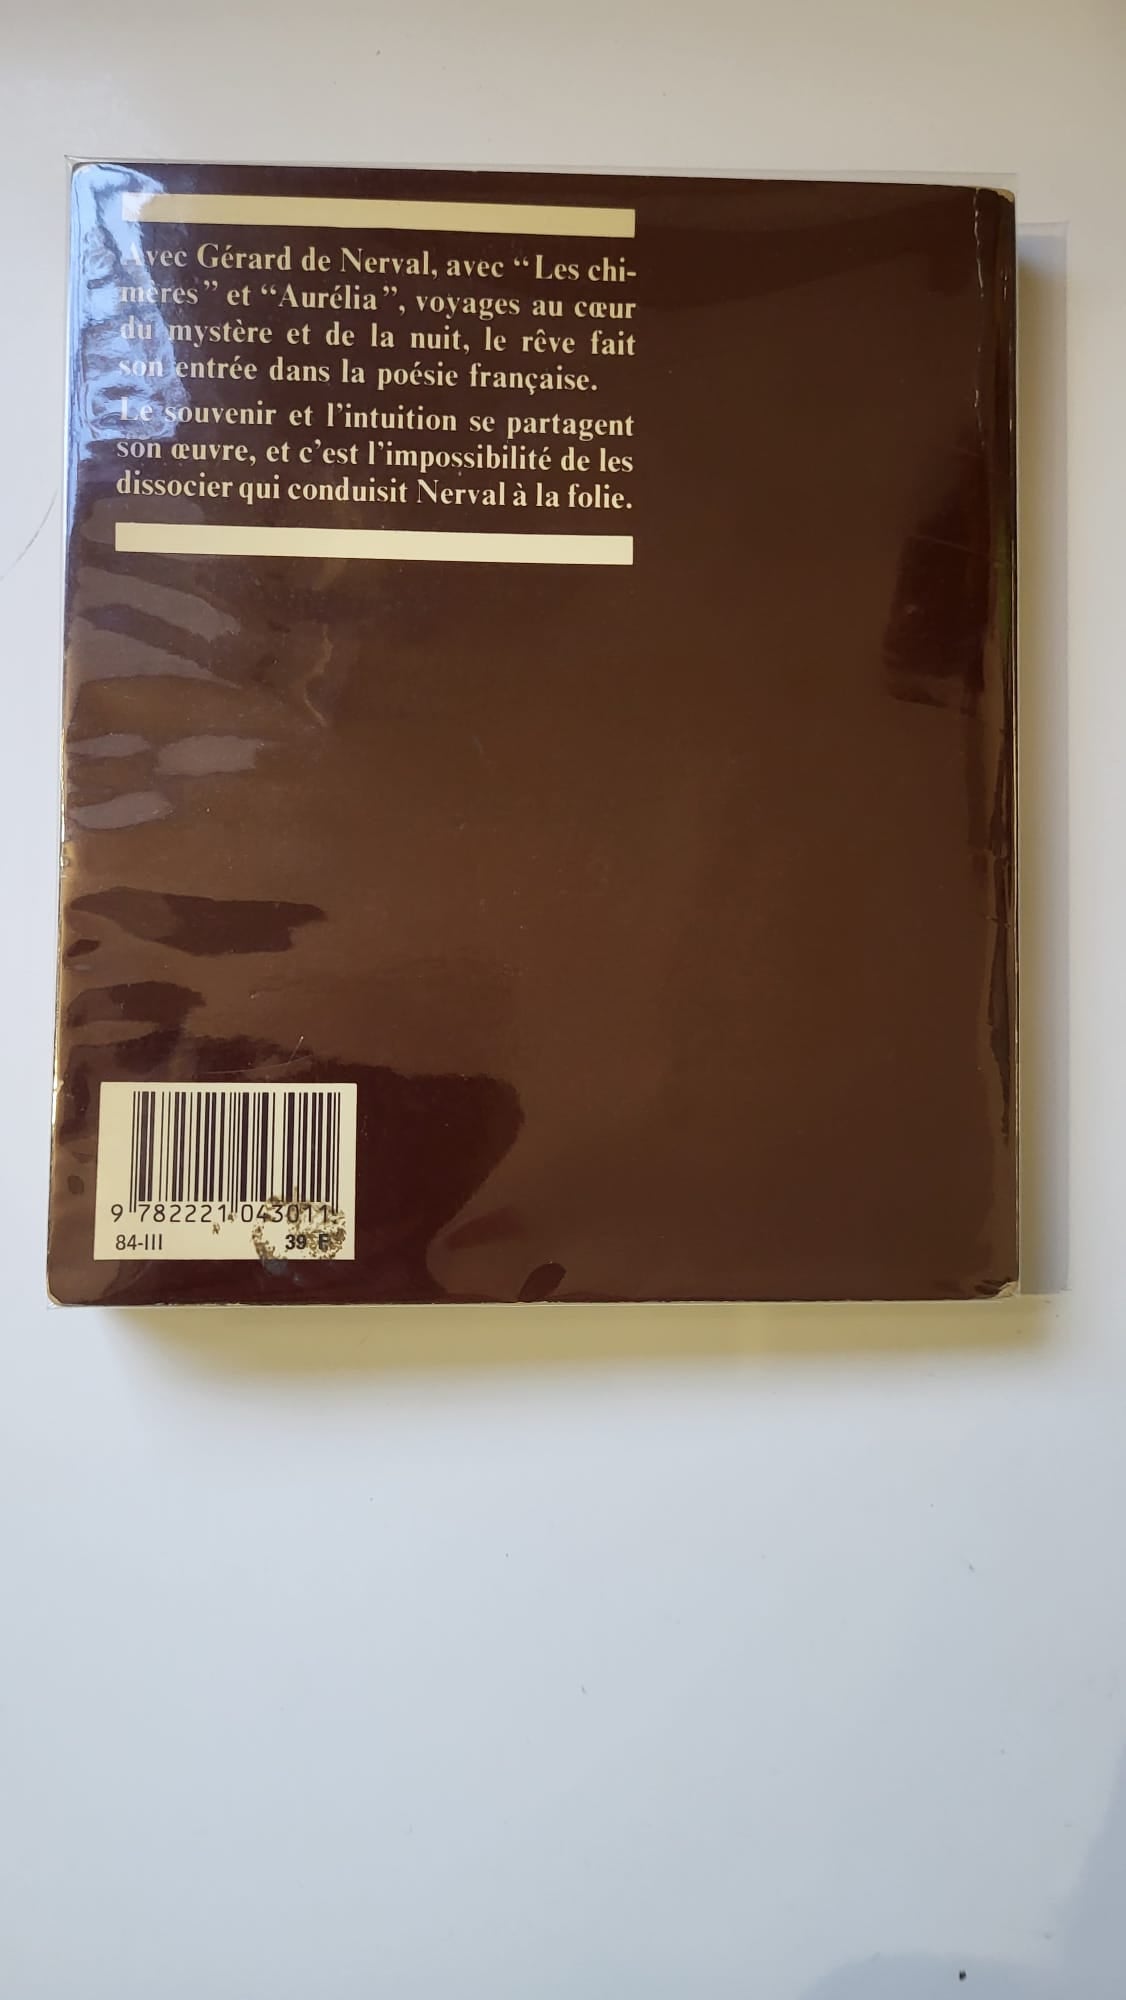 Avec Gérard de Nerval, avec “Les chi-
mères” et “Aurélia”, voyages au cœur
du mystère et de la nuit, le rêve fait
son entrée dans la poésie française.
Le souvenir et l’intuition se partagent
son œuvre, et c’est l’impossibilité de les
dissocier qui conduisit Nerval à la folie.
9 782221 043011
84-III 39 F